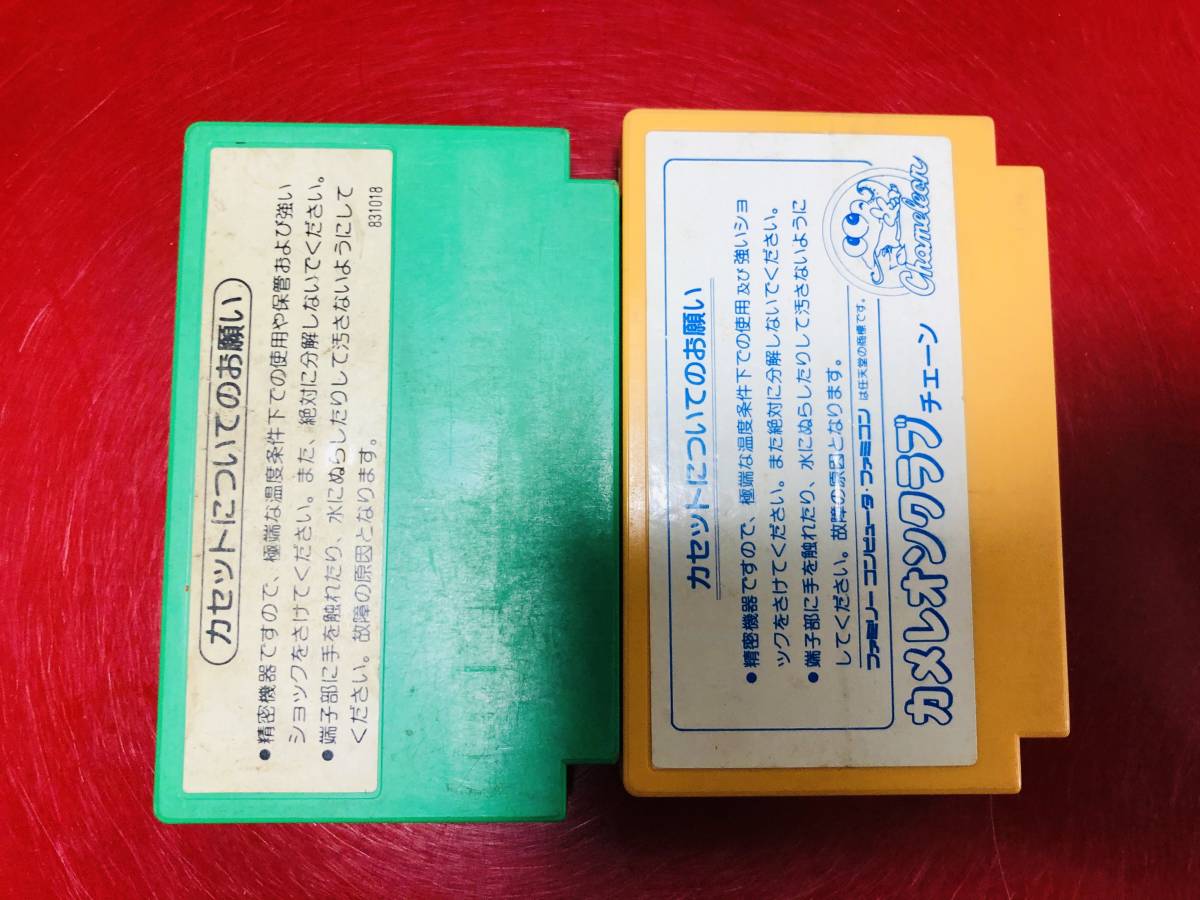 カセットについてのお願い
●精密機器ですので、極端な温度条件下での使用や保管および強い
ショックをさけてください。また、絶対に分解しないでください。
●端子部に手を触れたり、水にぬらしたりして汚さないようにして
ください。故障の原因となります。
831018
カセットについてのお願い
●精密機器ですので、極端な温度条件下での使用及び強いショ
ックをさけてください。また絶対に分解しないでください。
●端子部に手を触れたり、水にぬらしたりして汚さないように
してください。故障の原因となります。
ファミリーコンピュータ・ファミコンは任天堂の商標です。
Chameleon
カメレオンクラブチェーン